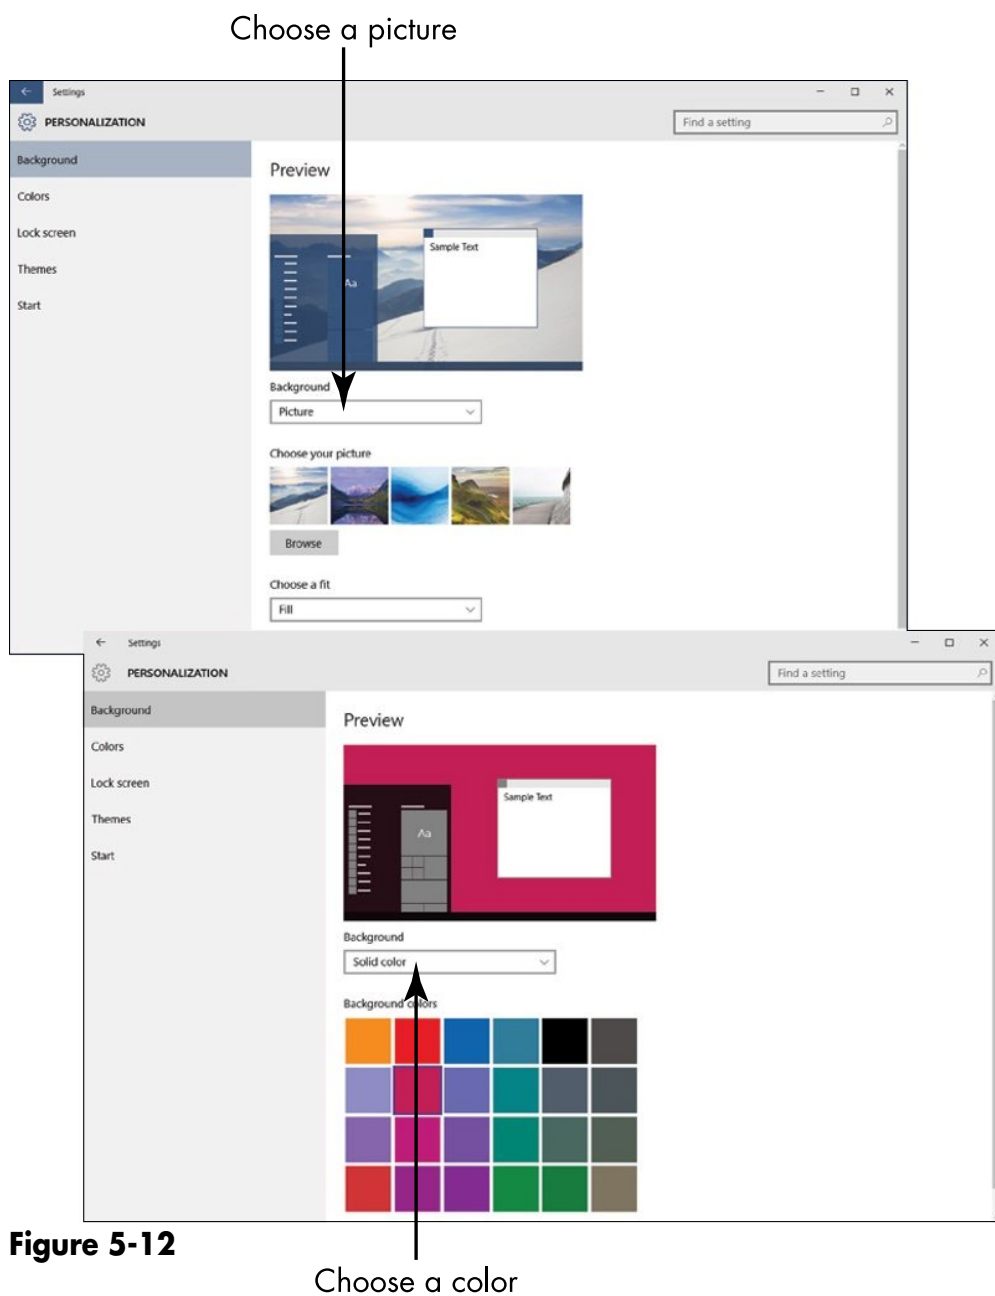 Choose a picture
Settings
PERSONALIZATION
Find a setting
Background
Colors
Lock screen
Themes
Start
Preview
Sample Text
Aa
Background
Picture
Choose your picture
Browse
Choose a fit
Fill
Settings
PERSONALIZATION
Find a setting
Background
Colors
Lock screen
Themes
Start
Preview
Sample Text
Aa
Background
Solid color
Background colors
Figure 5-12
Choose a color